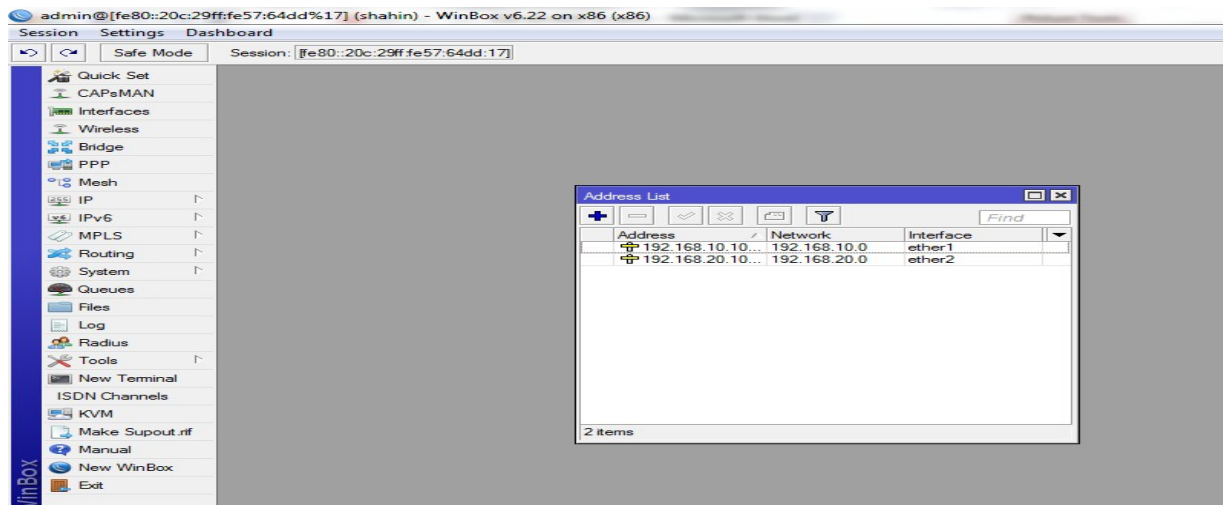 admin@[fe80::20c:29ff:fe57:64dd%17] (shahin) - WinBox v6.22 on x86 (x86)
Session Settings Dashboard
Safe Mode Session: [fe80::20c:29ff:fe57:64dd:17]
Quick Set
CAPsMAN
Interfaces
Wireless
Bridge
PPP
Mesh
IP
IPv6
MPLS
Routing
System
Queues
Files
Log
Radius
Tools
New Terminal
ISDN Channels
KVM
Make Supout.rif
Manual
New WinBox
Exit
WinBox
Address List
Find
Address Network Interface
192.168.10.10... 192.168.10.0 ether1
192.168.20.10... 192.168.20.0 ether2
2 items